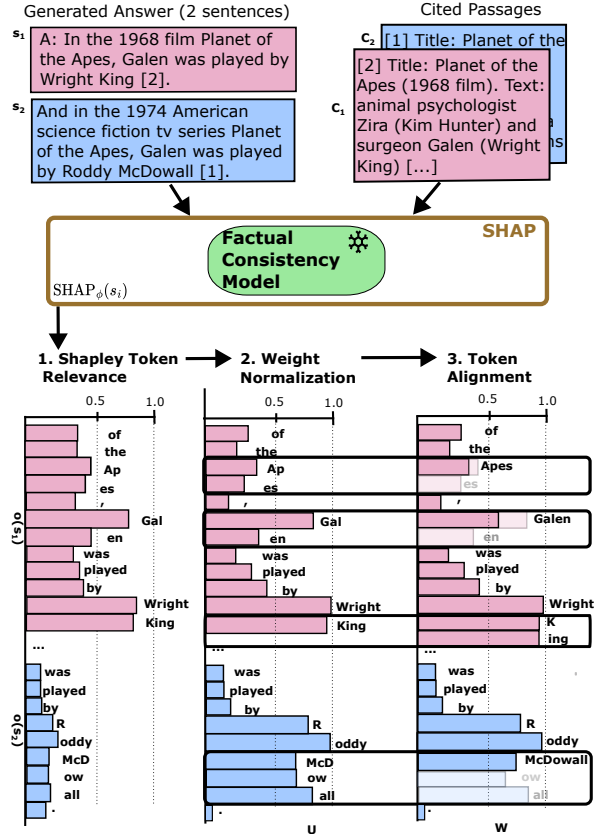 Generated Answer (2 sentences)
Cited Passages
s₁
A: In the 1968 film Planet of
the Apes, Galen was played by
Wright King [2].
s₂
And in the 1974 American
science fiction tv series Planet
of the Apes, Galen was played
by Roddy McDowall [1].
C₂
[1] Title: Planet of the
C₁
[2] Title: Planet of the
Apes (1968 film). Text:
animal psychologist
Zira (Kim Hunter) and
surgeon Galen (Wright
King) [...]
a
ns
SHAP
Factual
Consistency
Model
SHAPϕ(sᵢ)
1. Shapley Token
Relevance
2. Weight
Normalization
3. Token
Alignment
0.5 1.0
0.5 1.0
0.5 1.0
o(s₁)
of
the
Ap
es
,
Gal
en
was
played
by
Wright
King
...
o(s₂)
was
played
by
R
oddy
McD
ow
all
.
of
the
Ap
es
,
Gal
en
was
played
by
Wright
King
...
was
played
by
R
oddy
McD
ow
all
.
U
of
the
Apes
es
,
Galen
en
was
played
by
Wright
K
ing
...
was
played
by
R
oddy
McDowall
ow
all
.
W